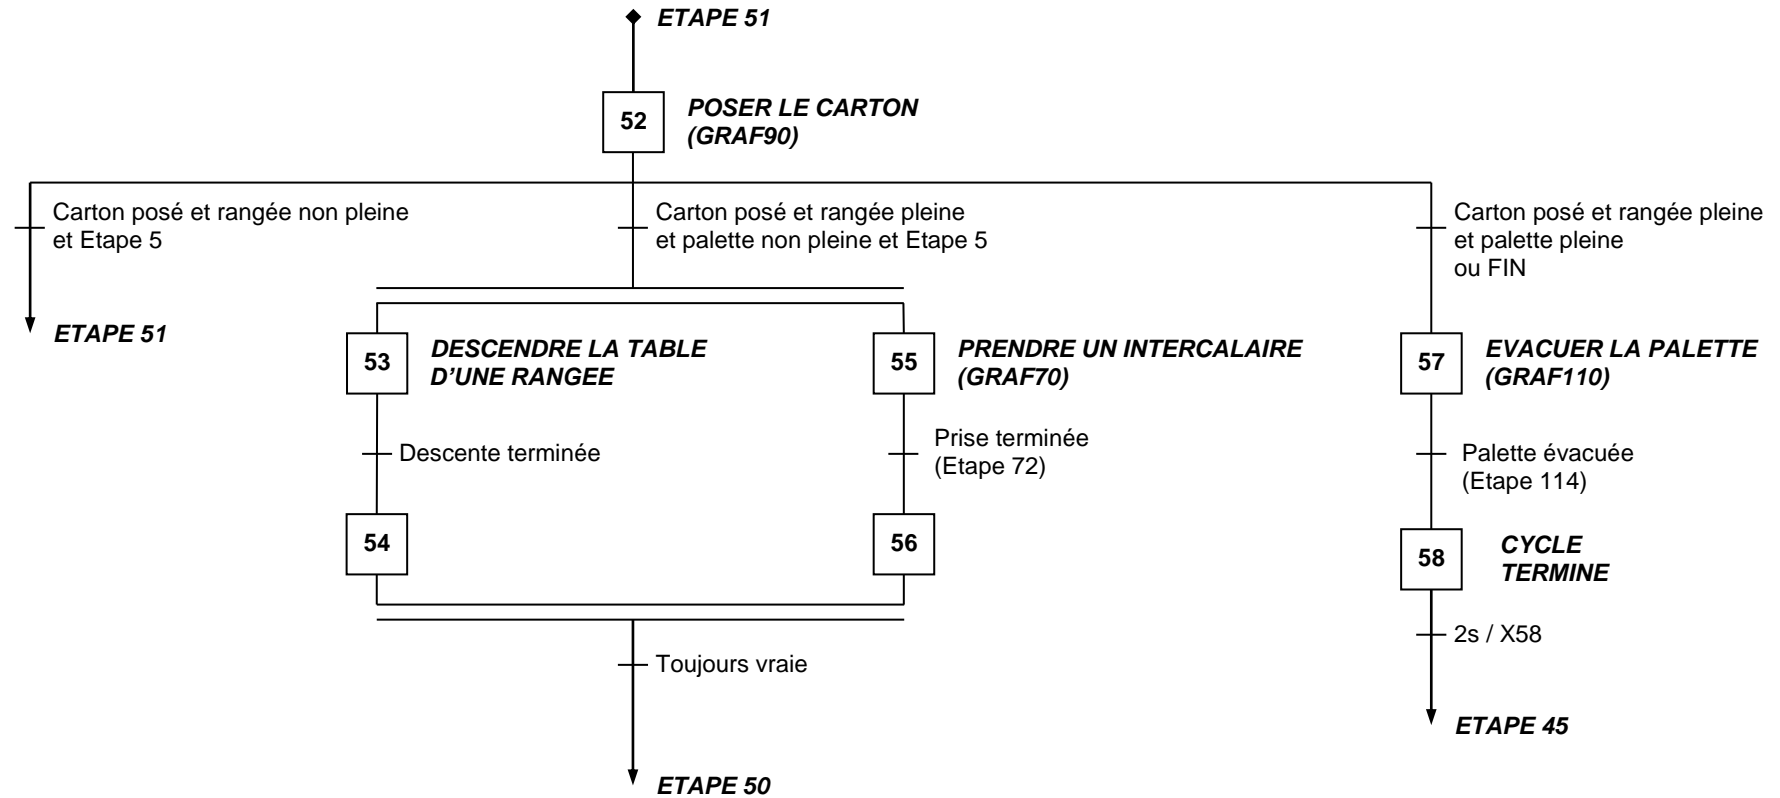 ETAPE 51
52
POSER LE CARTON
(GRAF90)
Carton posé et rangée non pleine
et Etape 5
Carton posé et rangée pleine
et palette non pleine et Etape 5
Carton posé et rangée pleine
et palette pleine
ou FIN
ETAPE 51
53
DESCENDRE LA TABLE
D’UNE RANGEE
55
PRENDRE UN INTERCALAIRE
(GRAF70)
57
EVACUER LA PALETTE
(GRAF110)
Descente terminée
Prise terminée
(Etape 72)
Palette évacuée
(Etape 114)
54
56
58
CYCLE
TERMINE
2s / X58
Toujours vraie
ETAPE 45
ETAPE 50